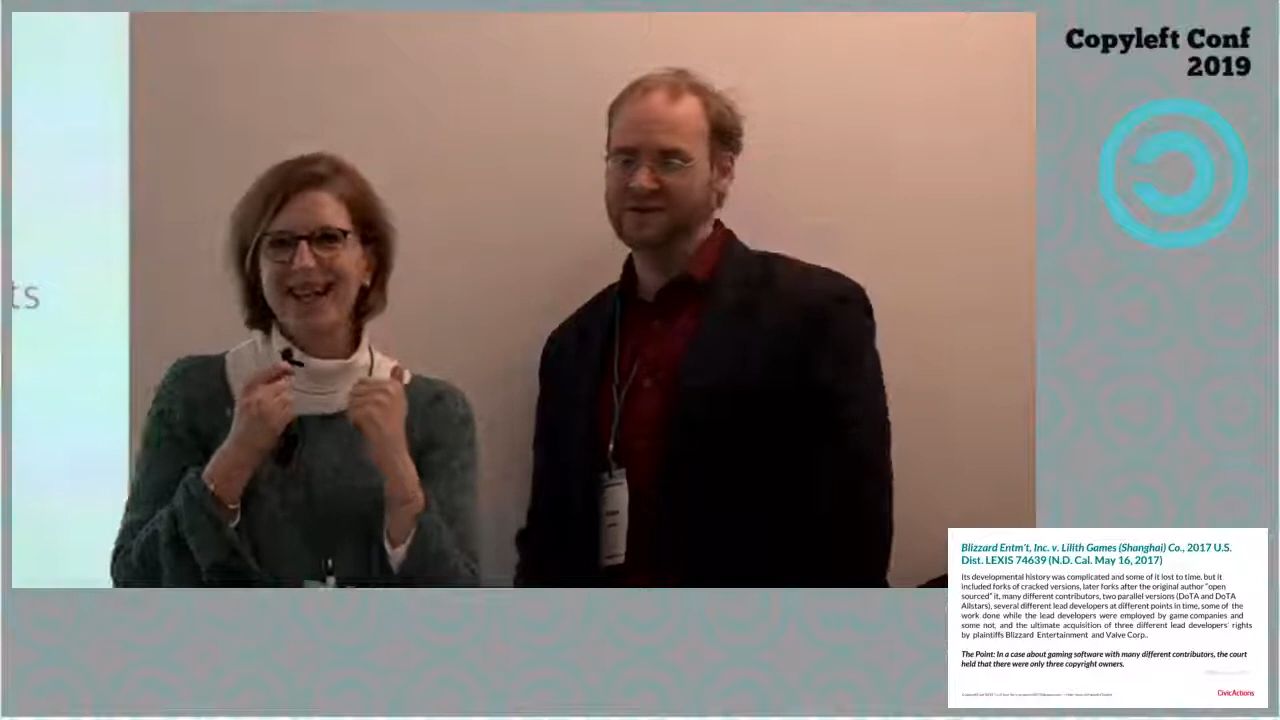 Copyleft Conf
2019
ts
Blizzard Entm't, Inc. v. Lilith Games (Shanghai) Co., 2017 U.S.
Dist. LEXIS 74639 (N.D. Cal. May 16, 2017)
Its developmental history was complicated and some of it lost to time, but it
included forks of cracked versions, later forks after the original author "open
sourced" it, many different contributors, two parallel versions (DoTA and DoTA
Allstars), several different lead developers at different points in time, some of the
work done while the lead developers were employed by game companies and
some not, and the ultimate acquisition of three different lead developers' rights
by plaintiffs Blizzard Entertainment and Valve Corp..
The Point: In a case about gaming software with many different contributors, the court
held that there were only three copyright owners.
CivicActions